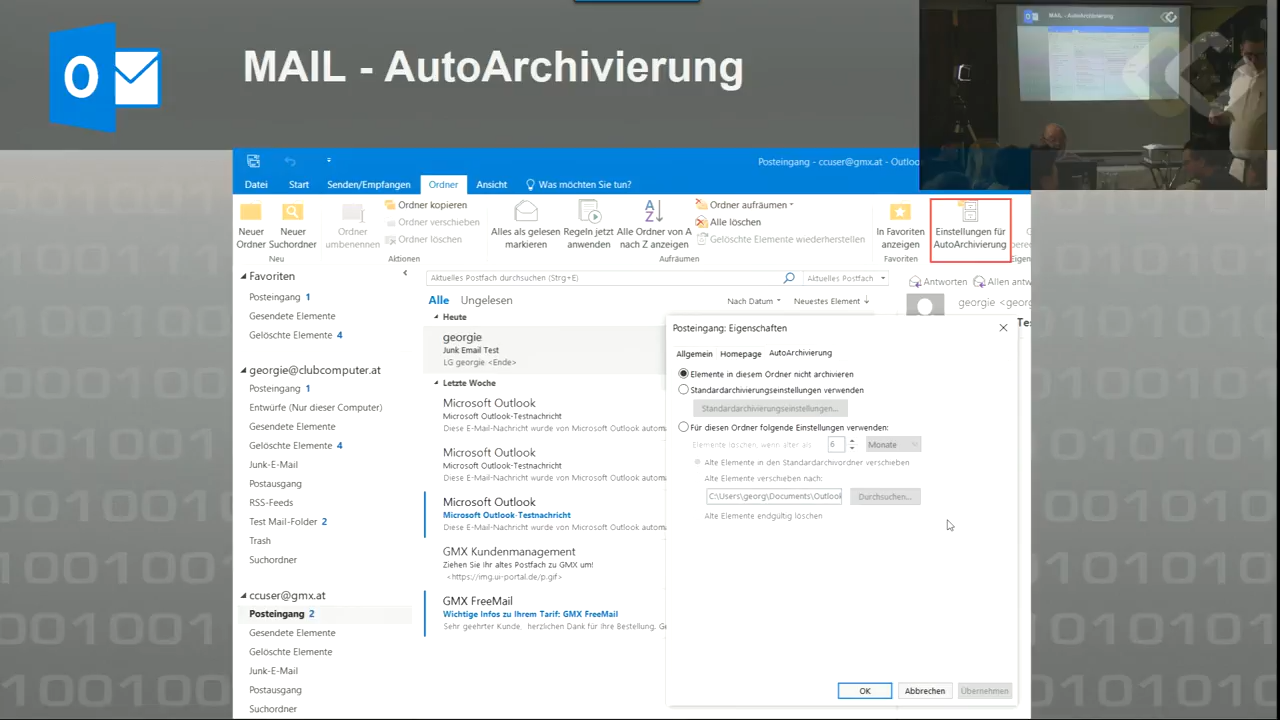 MAIL - AutoArchivierung
MAIL - AutoArchivierung
Posteingang - ccuser@gmx.at - Outlo
Datei Start Senden/Empfangen Ordner Ansicht Was möchten Sie tun?
Neuer Ordner
Neuer Suchordner
Neu
Ordner umbenennen
Ordner kopieren
Ordner verschieben
Ordner löschen
Aktionen
Alles als gelesen markieren
Regeln jetzt anwenden
Alle Ordner von A nach Z anzeigen
Ordner aufräumen
Alle löschen
Gelöschte Elemente wiederherstellen
Aufräumen
In Favoriten anzeigen
Favoriten
Einstellungen für AutoArchivierung
Eigen
Favoriten
Posteingang 1
Gesendete Elemente
Gelöschte Elemente 4
georgie@clubcomputer.at
Posteingang 1
Entwürfe (Nur dieser Computer)
Gesendete Elemente
Gelöschte Elemente 4
Junk-E-Mail
Postausgang
RSS-Feeds
Test Mail-Folder 2
Trash
Suchordner
ccuser@gmx.at
Posteingang 2
Gesendete Elemente
Gelöschte Elemente
Junk-E-Mail
Postausgang
Suchordner
Aktuelles Postfach durchsuchen (Strg+E)
Aktuelles Postfach
Alle Ungelesen Nach Datum Neuestes Element
Heute
georgie
Junk Email Test
LG georgie <Ende>
Letzte Woche
Microsoft Outlook
Microsoft Outlook-Testnachricht
Diese E-Mail-Nachricht wurde von Microsoft Outlook autom
Microsoft Outlook
Microsoft Outlook-Testnachricht
Diese E-Mail-Nachricht wurde von Microsoft Outlook autom
Microsoft Outlook
Microsoft Outlook-Testnachricht
Diese E-Mail-Nachricht wurde von Microsoft Outlook autom
GMX Kundenmanagement
Ziehen Sie ihr altes Postfach zu GMX um!
<https://img.ui-portal.de/p.gif>
GMX FreeMail
Wichtige Infos zu Ihrem Tarif: GMX FreeMail
Sehr geehrter Kunde, herzlichen Dank für Ihre Bestellung, Ge
Antworten Allen antw
georgie <georg
Te
Posteingang: Eigenschaften
Allgemein Homepage AutoArchivierung
Elemente in diesem Ordner nicht archivieren
Standardarchivierungseinstellungen verwenden
Standardarchivierungseinstellungen...
Für diesen Ordner folgende Einstellungen verwenden:
Elemente löschen, wenn älter als 6 Monate
Alte Elemente in den Standardarchivordner verschieben
Alte Elemente verschieben nach:
C:\Users\georg\Documents\Outlook Durchsuchen...
Alte Elemente endgültig löschen
OK Abbrechen Übernehmen